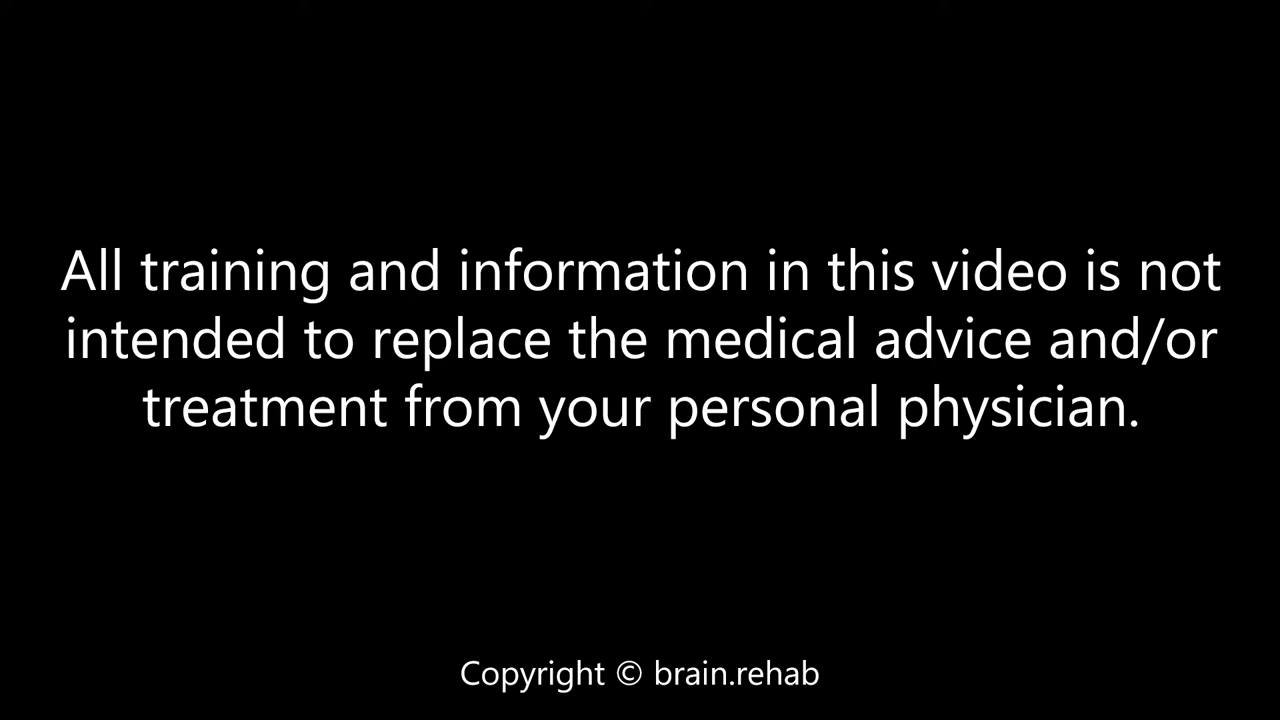 All training and information in this video is not
intended to replace the medical advice and/or
treatment from your personal physician.
Copyright © brain.rehab